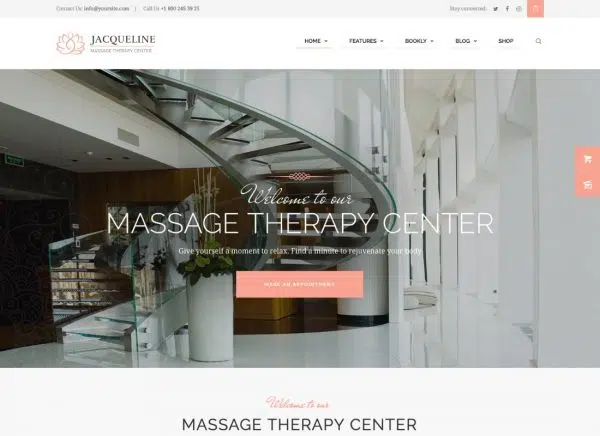 Contact Us: info@yoursite.com | Call Us +1 800 245 39 25 Stay connected:
JACQUELINE
MASSAGE THERAPY CENTER
HOME FEATURES BOOKLY BLOG SHOP
Welcome to our
MASSAGE THERAPY CENTER
Give yourself a moment to relax. Find a minute to rejuvenate your body
MAKE AN APPOINTMENT
Welcome to our
MASSAGE THERAPY CENTER